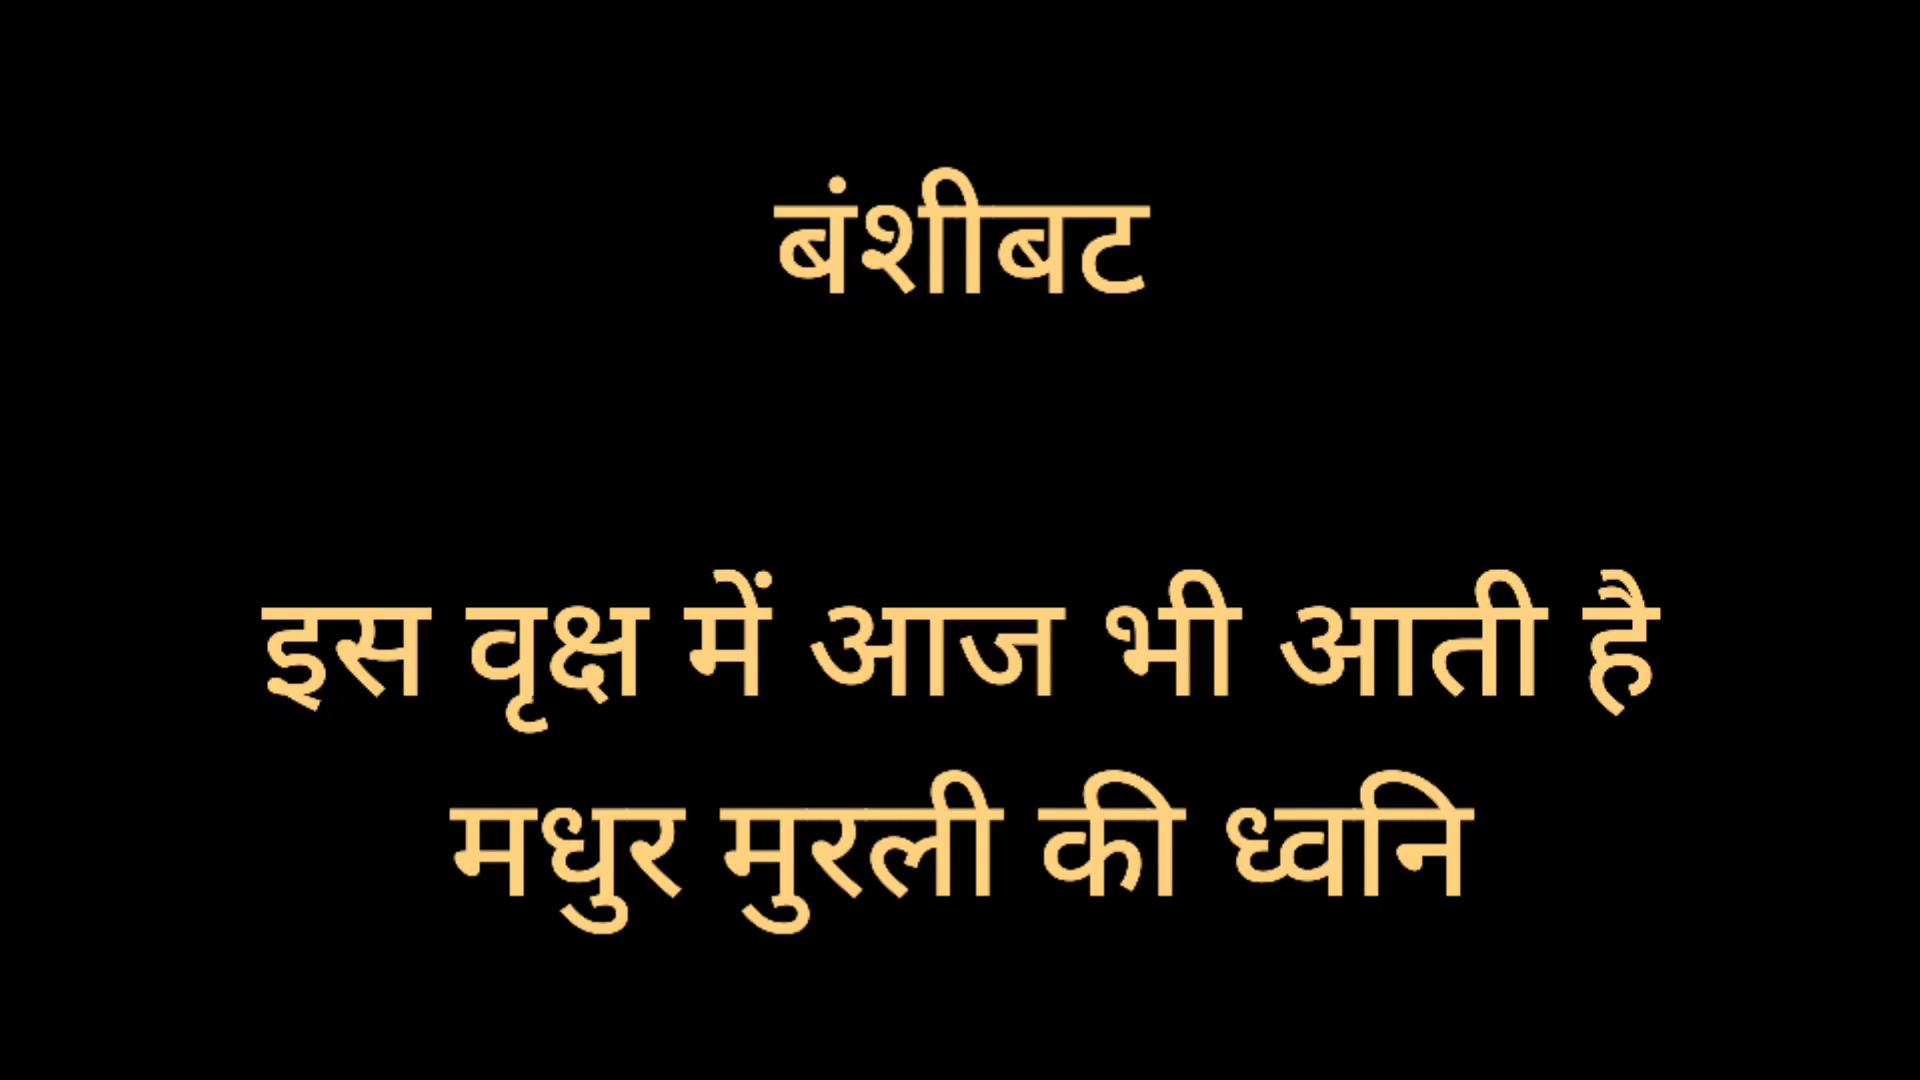 बंशीबट
इस वृक्ष में आज भी आती है
मधुर मुरली की ध्वनि